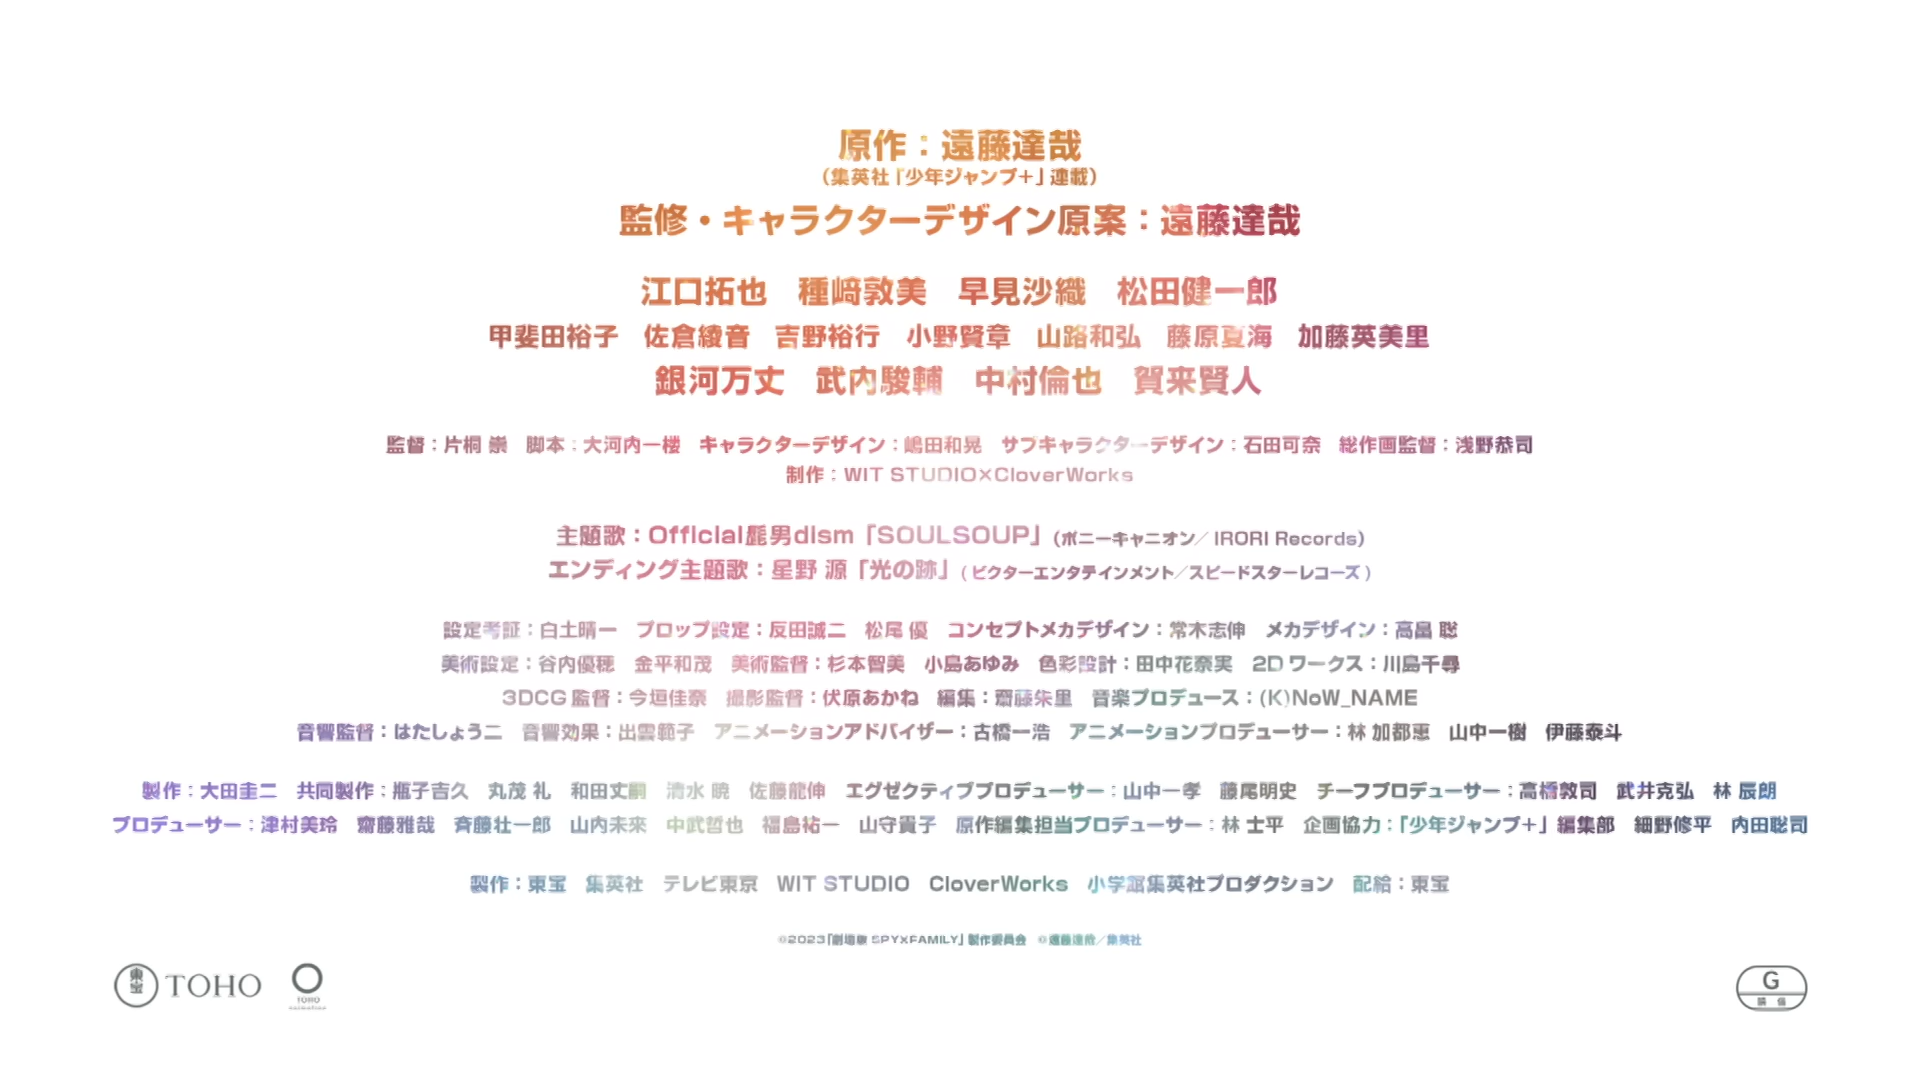 原作：遠藤達哉
（集英社「少年ジャンプ＋」連載）
監修・キャラクターデザイン原案：遠藤達哉
江口拓也　種﨑敦美　早見沙織　松田健一郎
甲斐田裕子　佐倉綾音　吉野裕行　小野賢章　山路和弘　藤原夏海　加藤英美里
銀河万丈　武内駿輔　中村倫也　賀来賢人
監督：片桐 崇　脚本：大河内一楼　キャラクターデザイン：嶋田和晃　サブキャラクターデザイン：石田可奈　総作画監督：浅野恭司
制作：WIT STUDIO×CloverWorks
主題歌：Official髭男dism「SOULSOUP」(ポニーキャニオン／IRORI Records)
エンディング主題歌：星野 源「光の跡」(ビクターエンタテインメント／スピードスターレコーズ)
設定考証：白土晴一　プロップ設定：反田誠二　松尾 優　コンセプトメカデザイン：常木志伸　メカデザイン：高畠 聡
美術設定：谷内優穂　金平和茂　美術監督：杉本智美　小島あゆみ　色彩設計：田中花奈実　2Dワークス：川島千尋
3DCG監督：今垣佳奈　撮影監督：伏原あかね　編集：齋藤朱里　音楽プロデュース：(K)NoW_NAME
音響監督：はたしょう二　音響効果：出雲範子　アニメーションアドバイザー：古橋一浩　アニメーションプロデューサー：林 加都恵　山中一樹　伊藤泰斗
製作：大田圭二　共同製作：瓶子吉久　丸茂 礼　和田丈嗣　清水 暁　佐藤龍伸　エグゼクティブプロデューサー：山中一孝　藤尾明史　チーフプロデューサー：高橋敦司　武井克弘　林 辰朗
プロデューサー：津村美玲　齋藤雅哉　斉藤壮一郎　山内未來　中武哲也　福島祐一　山守貴子　原作編集担当プロデューサー：林 士平　企画協力：「少年ジャンプ＋」編集部　細野修平　内田聡司
製作：東宝　集英社　テレビ東京　WIT STUDIO　CloverWorks　小学館集英社プロダクション　配給：東宝
©2023「劇場版 SPY×FAMILY」製作委員会　©遠藤達哉／集英社
東宝 TOHO　TOHO animation　G 映倫